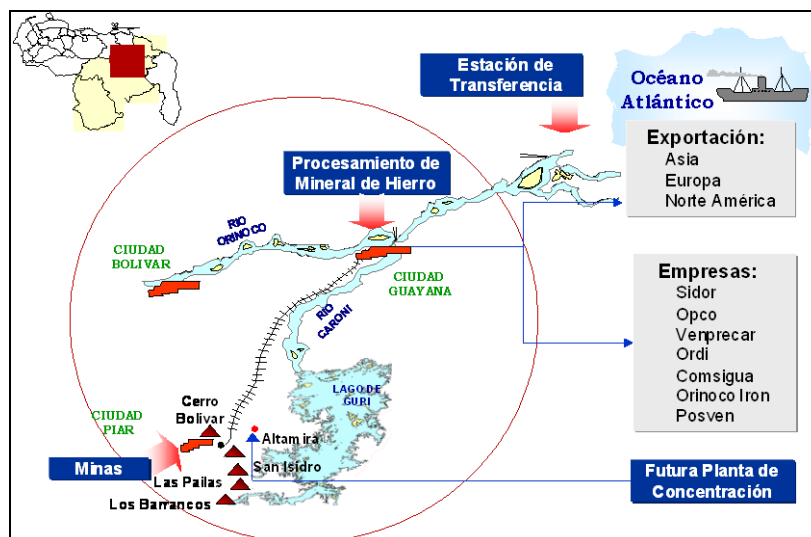 Estación de
Transferencia
Océano
Atlántico
Exportación:
Asia
Europa
Norte América
Procesamiento de
Mineral de Hierro
RIO
ORINOCO
CIUDAD
BOLIVAR
CIUDAD
GUAYANA
RIO
CARONI
Empresas:
Sidor
Opco
Venprecar
Ordi
Comsigua
Orinoco Iron
Posven
LAGO DE
GURI
Cerro
Bolivar
CIUDAD
PIAR
Altamira
Minas
San Isidro
Las Pailas
Los Barrancos
Futura Planta de
Concentración